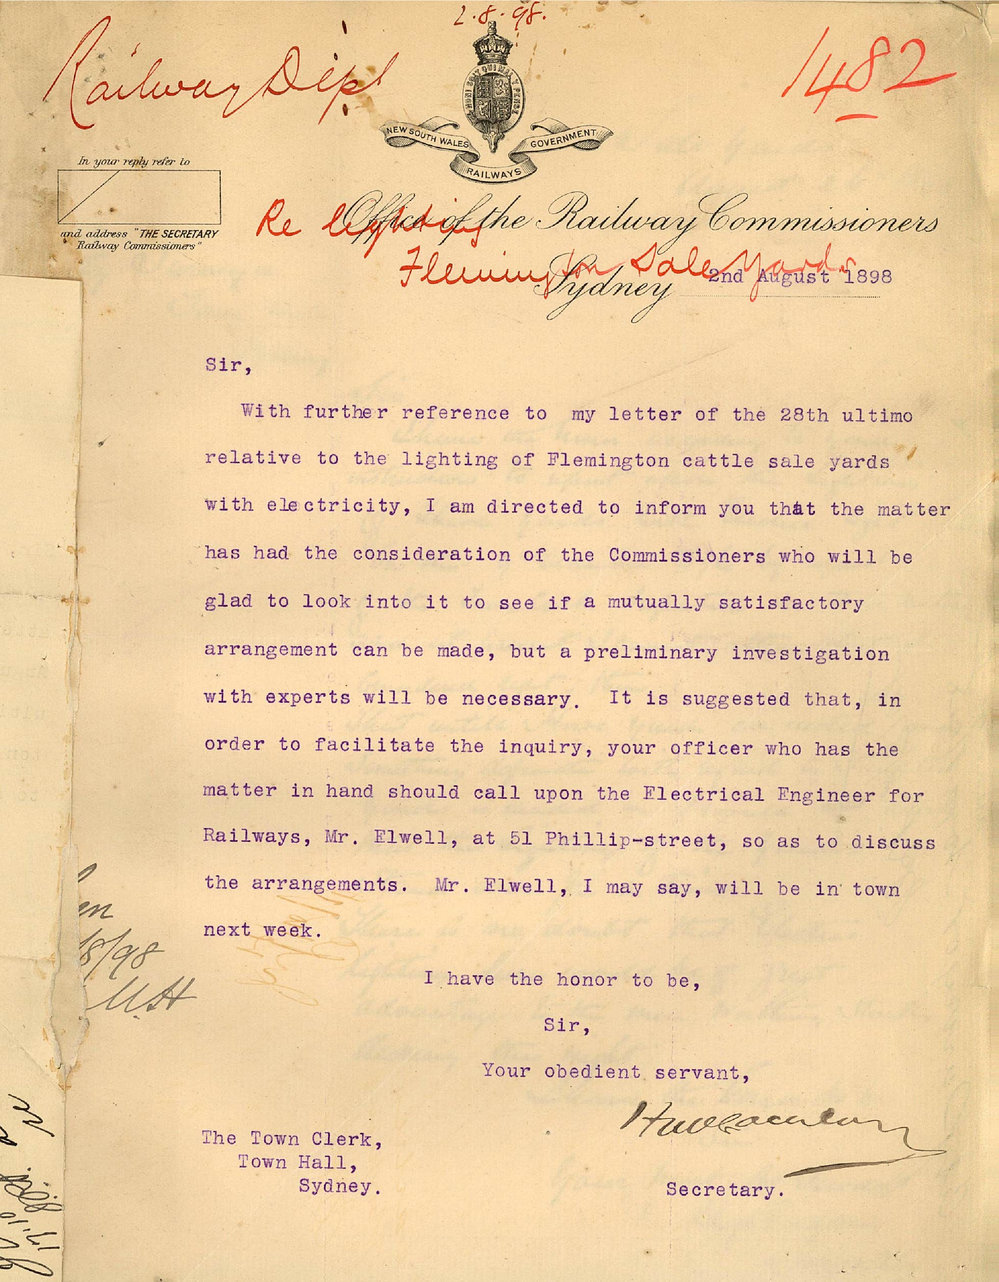 2.8.98.
Railway Dept
1482
NEW SOUTH WALES GOVERNMENT
RAILWAYS
In your reply refer to
and address "THE SECRETARY
Railway Commissioners"
Office of the Railway Commissioners
Re lighting
Flemington Sale Yards
Sydney 2nd August 1898
Sir,
With further reference to my letter of the 28th ultimo
relative to the lighting of Flemington cattle sale yards
with electricity, I am directed to inform you that the matter
has had the consideration of the Commissioners who will be
glad to look into it to see if a mutually satisfactory
arrangement can be made, but a preliminary investigation
with experts will be necessary. It is suggested that, in
order to facilitate the inquiry, your officer who has the
matter in hand should call upon the Electrical Engineer for
Railways, Mr. Elwell, at 51 Phillip-street, so as to discuss
the arrangements. Mr. Elwell, I may say, will be in town
next week.
/8/98
I have the honor to be,
Sir,
Your obedient servant,
The Town Clerk,
Town Hall,
Sydney.
Secretary.